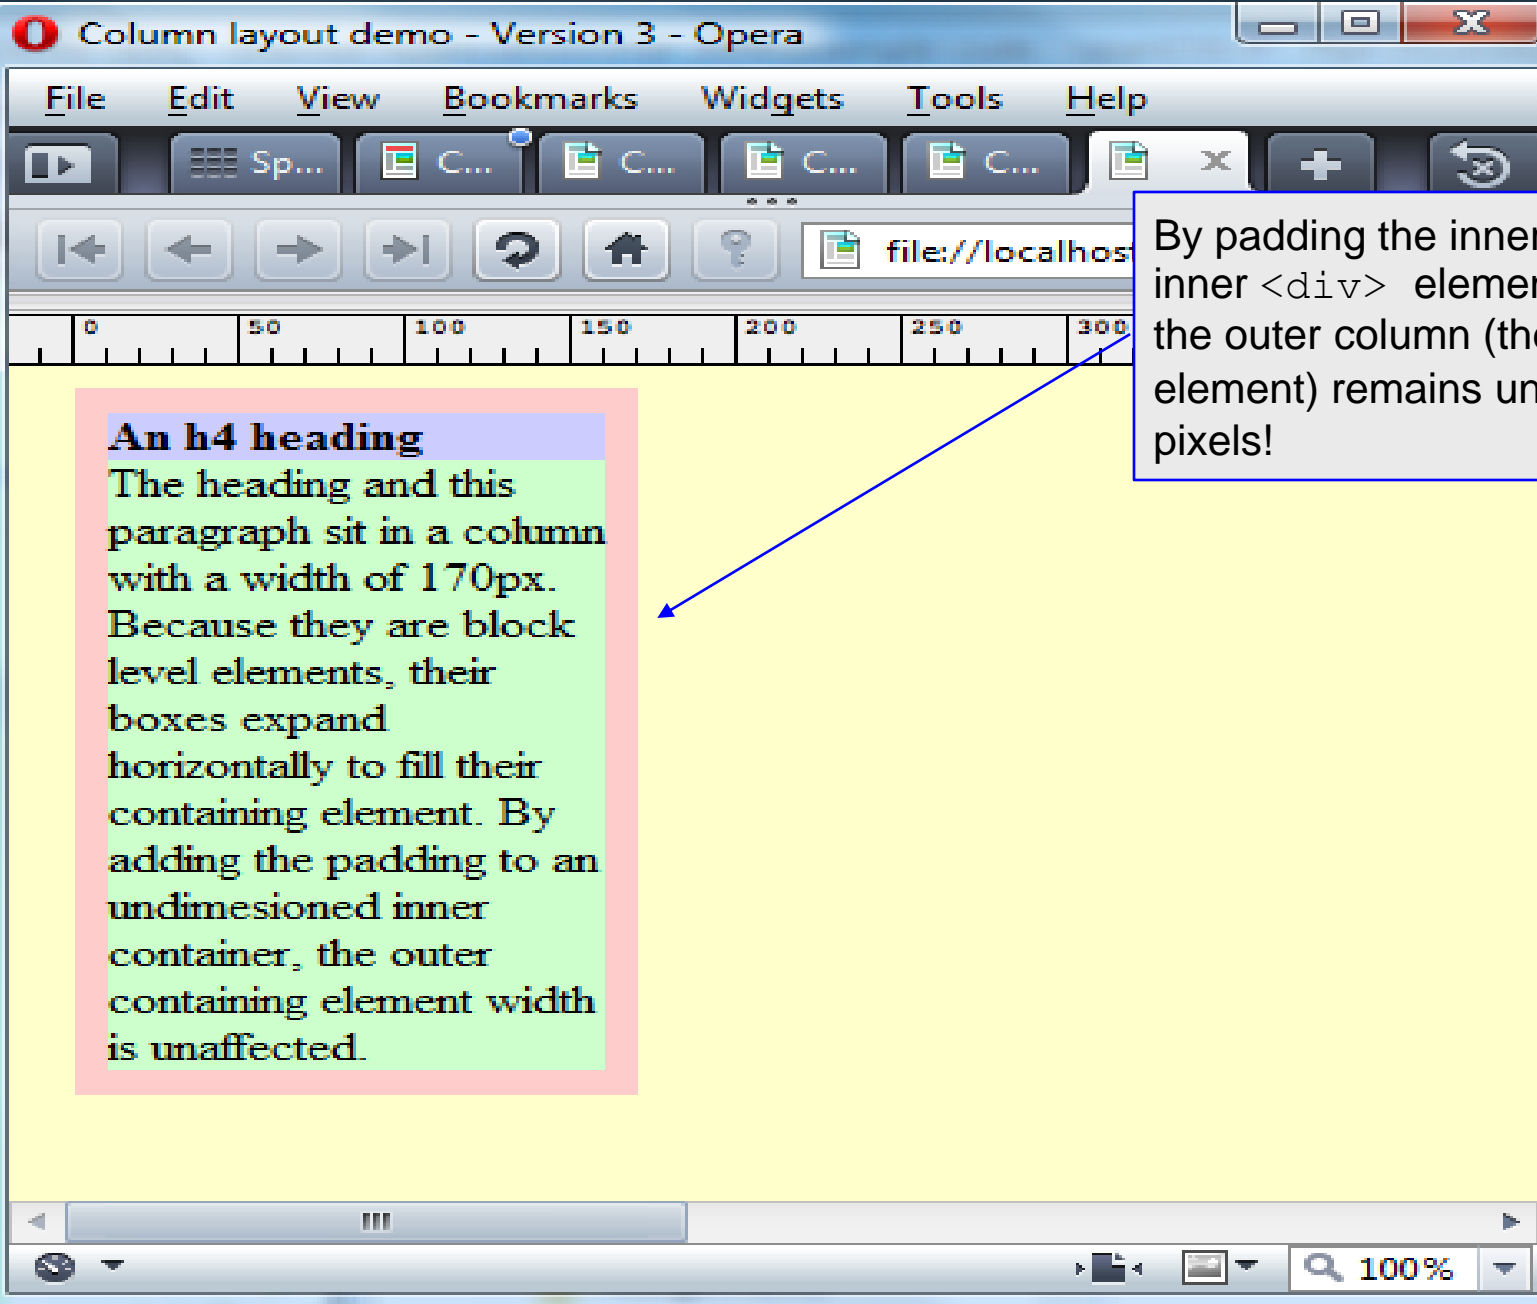 Column layout demo - Version 3 - Opera
File Edit View Bookmarks Widgets Tools Help
Sp... C... C... C... C...
file://localhos
0 50 100 150 200 250 300
By padding the inner
inner <div> elemen
the outer column (the
element) remains un
pixels!
An h4 heading
The heading and this
paragraph sit in a column
with a width of 170px.
Because they are block
level elements, their
boxes expand
horizontally to fill their
containing element. By
adding the padding to an
undimesioned inner
container, the outer
containing element width
is unaffected.
100%